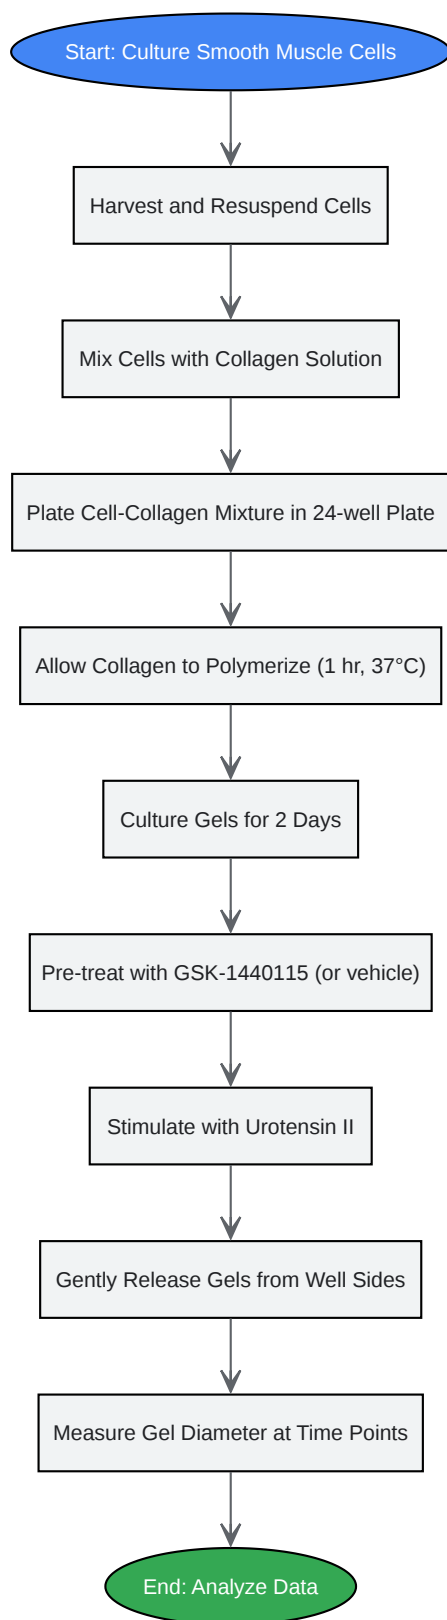 Start: Culture Smooth Muscle Cells
Harvest and Resuspend Cells
Mix Cells with Collagen Solution
Plate Cell-Collagen Mixture in 24-well Plate
Allow Collagen to Polymerize (1 hr, 37°C)
Culture Gels for 2 Days
Pre-treat with GSK-1440115 (or vehicle)
Stimulate with Urotensin II
Gently Release Gels from Well Sides
Measure Gel Diameter at Time Points
End: Analyze Data